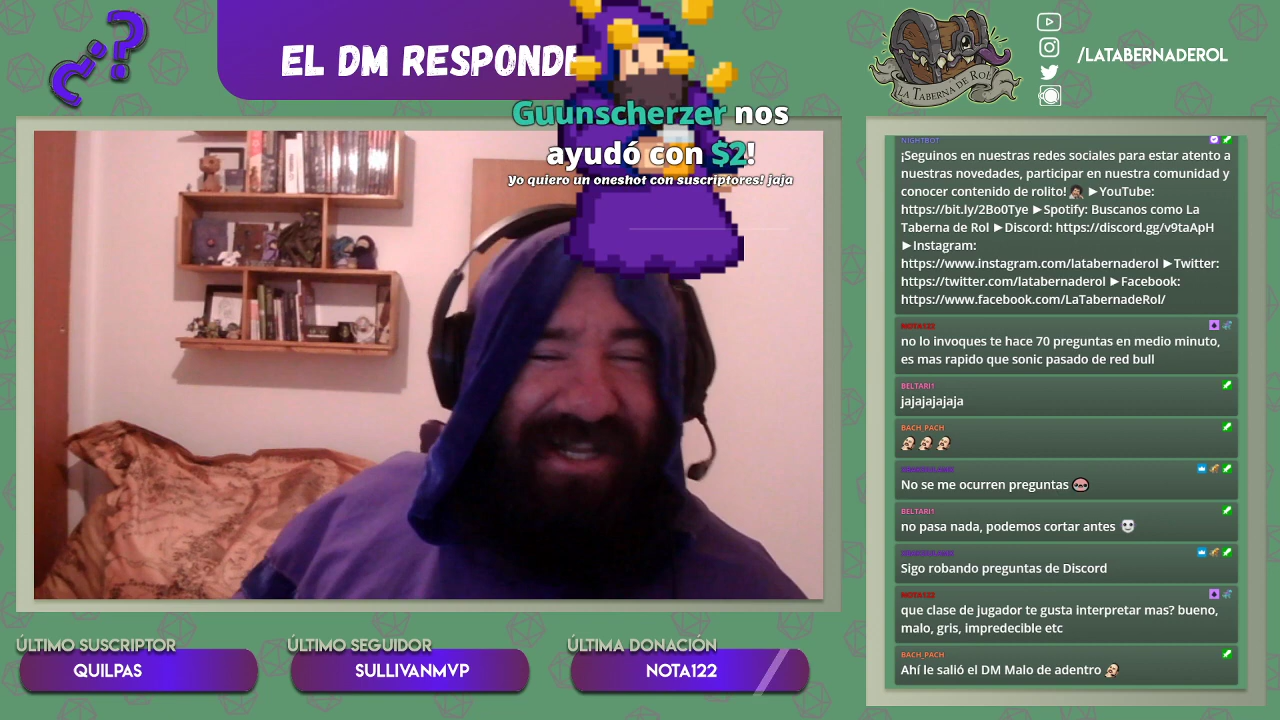 EL DM RESPONDE
LA TABERNA DE ROL
/LATABERNADEROL
Guunscherzer nos
ayudó con $2!
Yo quiero un oneshot con suscriptores! jaja
NIGHTBOT
¡Seguinos en nuestras redes sociales para estar atento a
nuestras novedades, participar en nuestra comunidad y
conocer contenido de rolito! ►YouTube:
https://bit.ly/2Bo0Tye ►Spotify: Buscanos como La
Taberna de Rol ►Discord: https://discord.gg/v9taApH
►Instagram:
https://www.instagram.com/latabernaderol ►Twitter:
https://twitter.com/latabernaderol ►Facebook:
https://www.facebook.com/LaTabernadeRol/
NOTA122
no lo invoques te hace 70 preguntas en medio minuto,
es mas rapido que sonic pasado de red bull
BELTARI1
jajajajajaja
BACH_PACH
No se me ocurren preguntas
BELTARI1
no pasa nada, podemos cortar antes
Sigo robando preguntas de Discord
NOTA122
que clase de jugador te gusta interpretar mas? bueno,
malo, gris, impredecible etc
BACH_PACH
Ahí le salió el DM Malo de adentro
ÚLTIMO SUSCRIPTOR
QUILPAS
ÚLTIMO SEGUIDOR
SULLIVANMVP
ÚLTIMA DONACIÓN
NOTA122